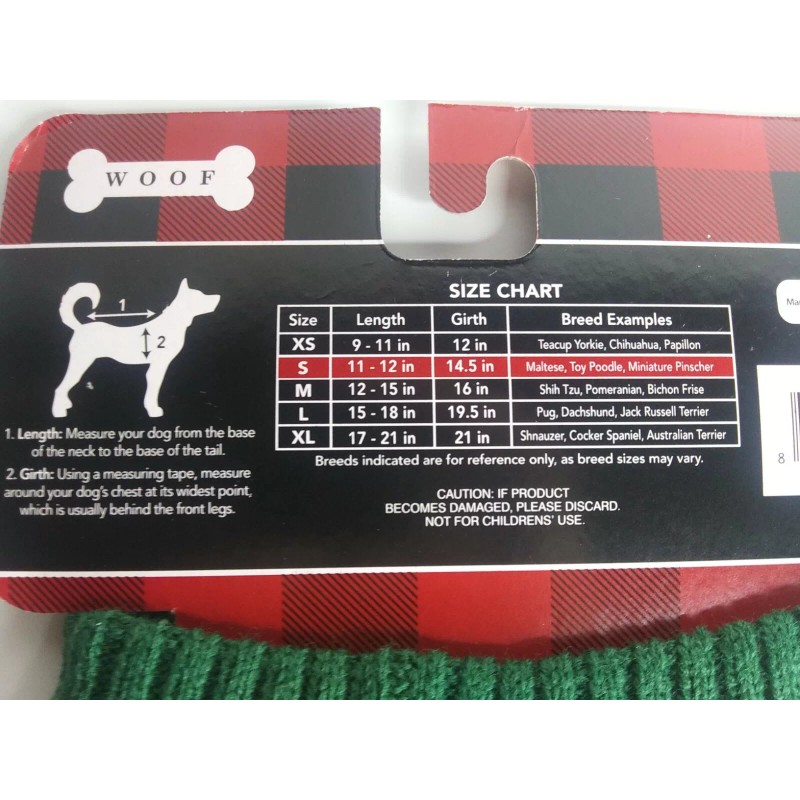 WOOF
SIZE CHART
Size Length Girth Breed Examples
XS 9 - 11 in 12 in Teacup Yorkie, Chihuahua, Papillon
S 11 - 12 in 14.5 in Maltese, Toy Poodle, Miniature Pinscher
M 12 - 15 in 16 in Shih Tzu, Pomeranian, Bichon Frise
L 15 - 18 in 19.5 in Pug, Dachshund, Jack Russell Terrier
XL 17 - 21 in 21 in Shnauzer, Cocker Spaniel, Australian Terrier
Breeds indicated are for reference only, as breed sizes may vary.
1
2
1. Length: Measure your dog from the base
of the neck to the base of the tail.
2. Girth: Using a measuring tape, measure
around your dog's chest at its widest point,
which is usually behind the front legs.
CAUTION: IF PRODUCT
BECOMES DAMAGED, PLEASE DISCARD.
NOT FOR CHILDRENS' USE.
8